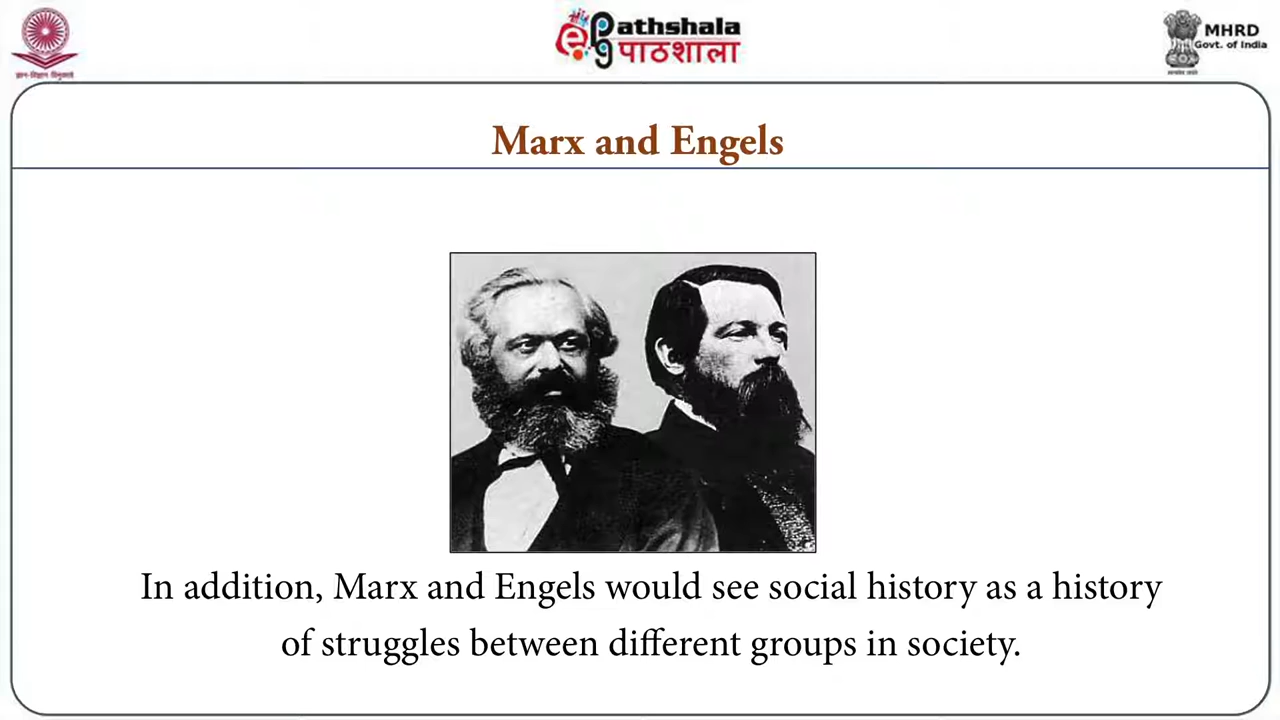 ePathshala
पाठशाला
MHRD
Govt. of India
Marx and Engels
In addition, Marx and Engels would see social history as a history
of struggles between different groups in society.